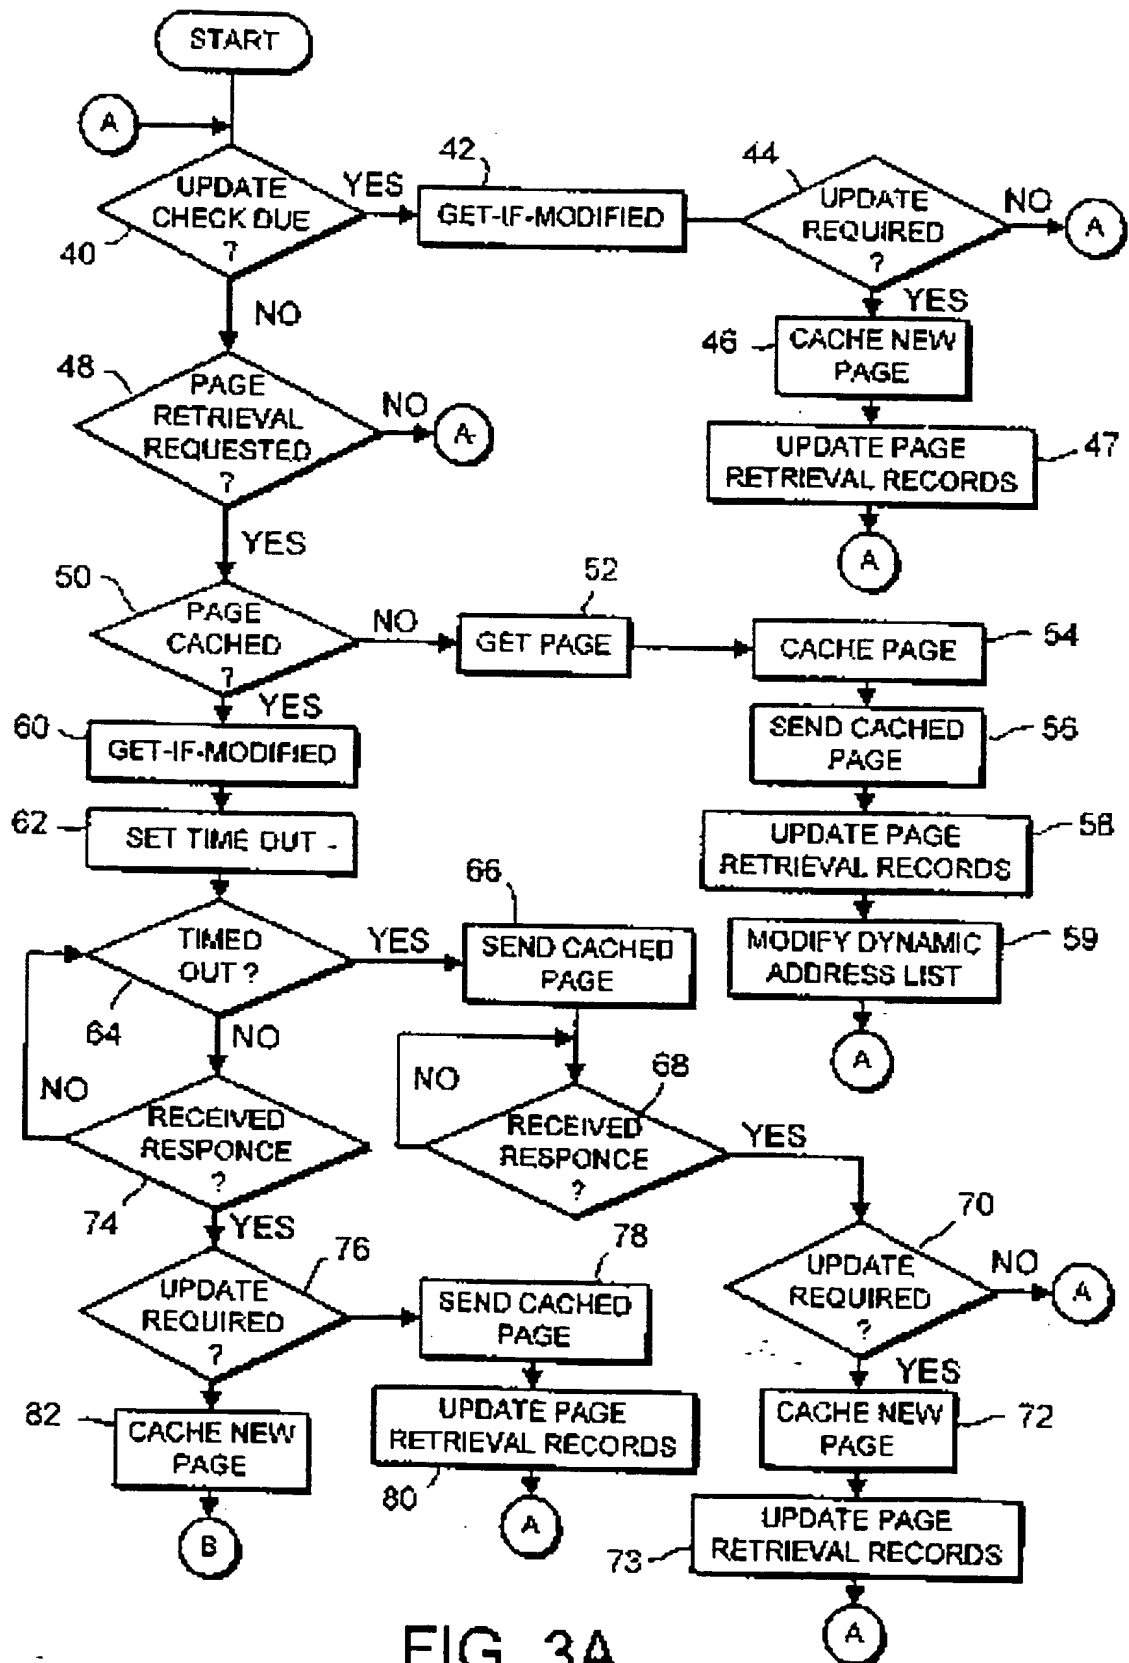 START
A
42
44
UPDATE
CHECK DUE
?
YES
GET-IF-MODIFIED
UPDATE
REQUIRED
?
NO
A
40
NO
YES
46
CACHE NEW
PAGE
48
PAGE
RETRIEVAL
REQUESTED
?
NO
A
UPDATE PAGE
RETRIEVAL RECORDS
47
A
YES
50
PAGE
CACHED
?
NO
52
GET PAGE
CACHE PAGE
54
YES
60
GET-IF-MODIFIED
SEND CACHED
PAGE
56
62
SET TIME OUT
UPDATE PAGE
RETRIEVAL RECORDS
58
66
TIMED
OUT ?
YES
SEND CACHED
PAGE
MODIFY DYNAMIC
ADDRESS LIST
59
64
NO
A
NO
RECEIVED
RESPONCE
?
74
NO
68
RECEIVED
RESPONCE
?
YES
YES
76
78
70
UPDATE
REQUIRED
?
SEND CACHED
PAGE
UPDATE
REQUIRED
?
NO
A
YES
82
CACHE NEW
PAGE
UPDATE PAGE
RETRIEVAL RECORDS
80
CACHE NEW
PAGE
72
B
A
73
UPDATE PAGE
RETRIEVAL RECORDS
A
FIG. 3A